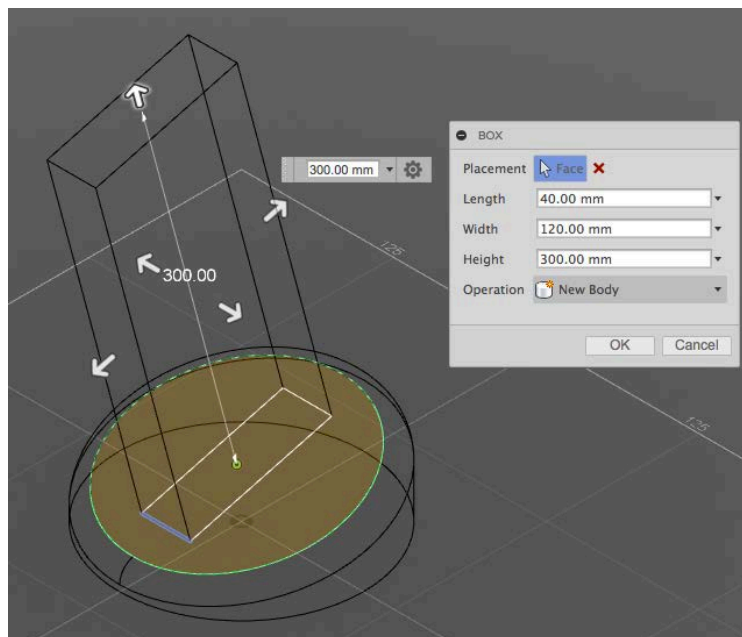 300.00 mm
BOX
Placement Face
Length 40.00 mm
Width 120.00 mm
Height 300.00 mm
Operation New Body
OK Cancel
125
300.00
125